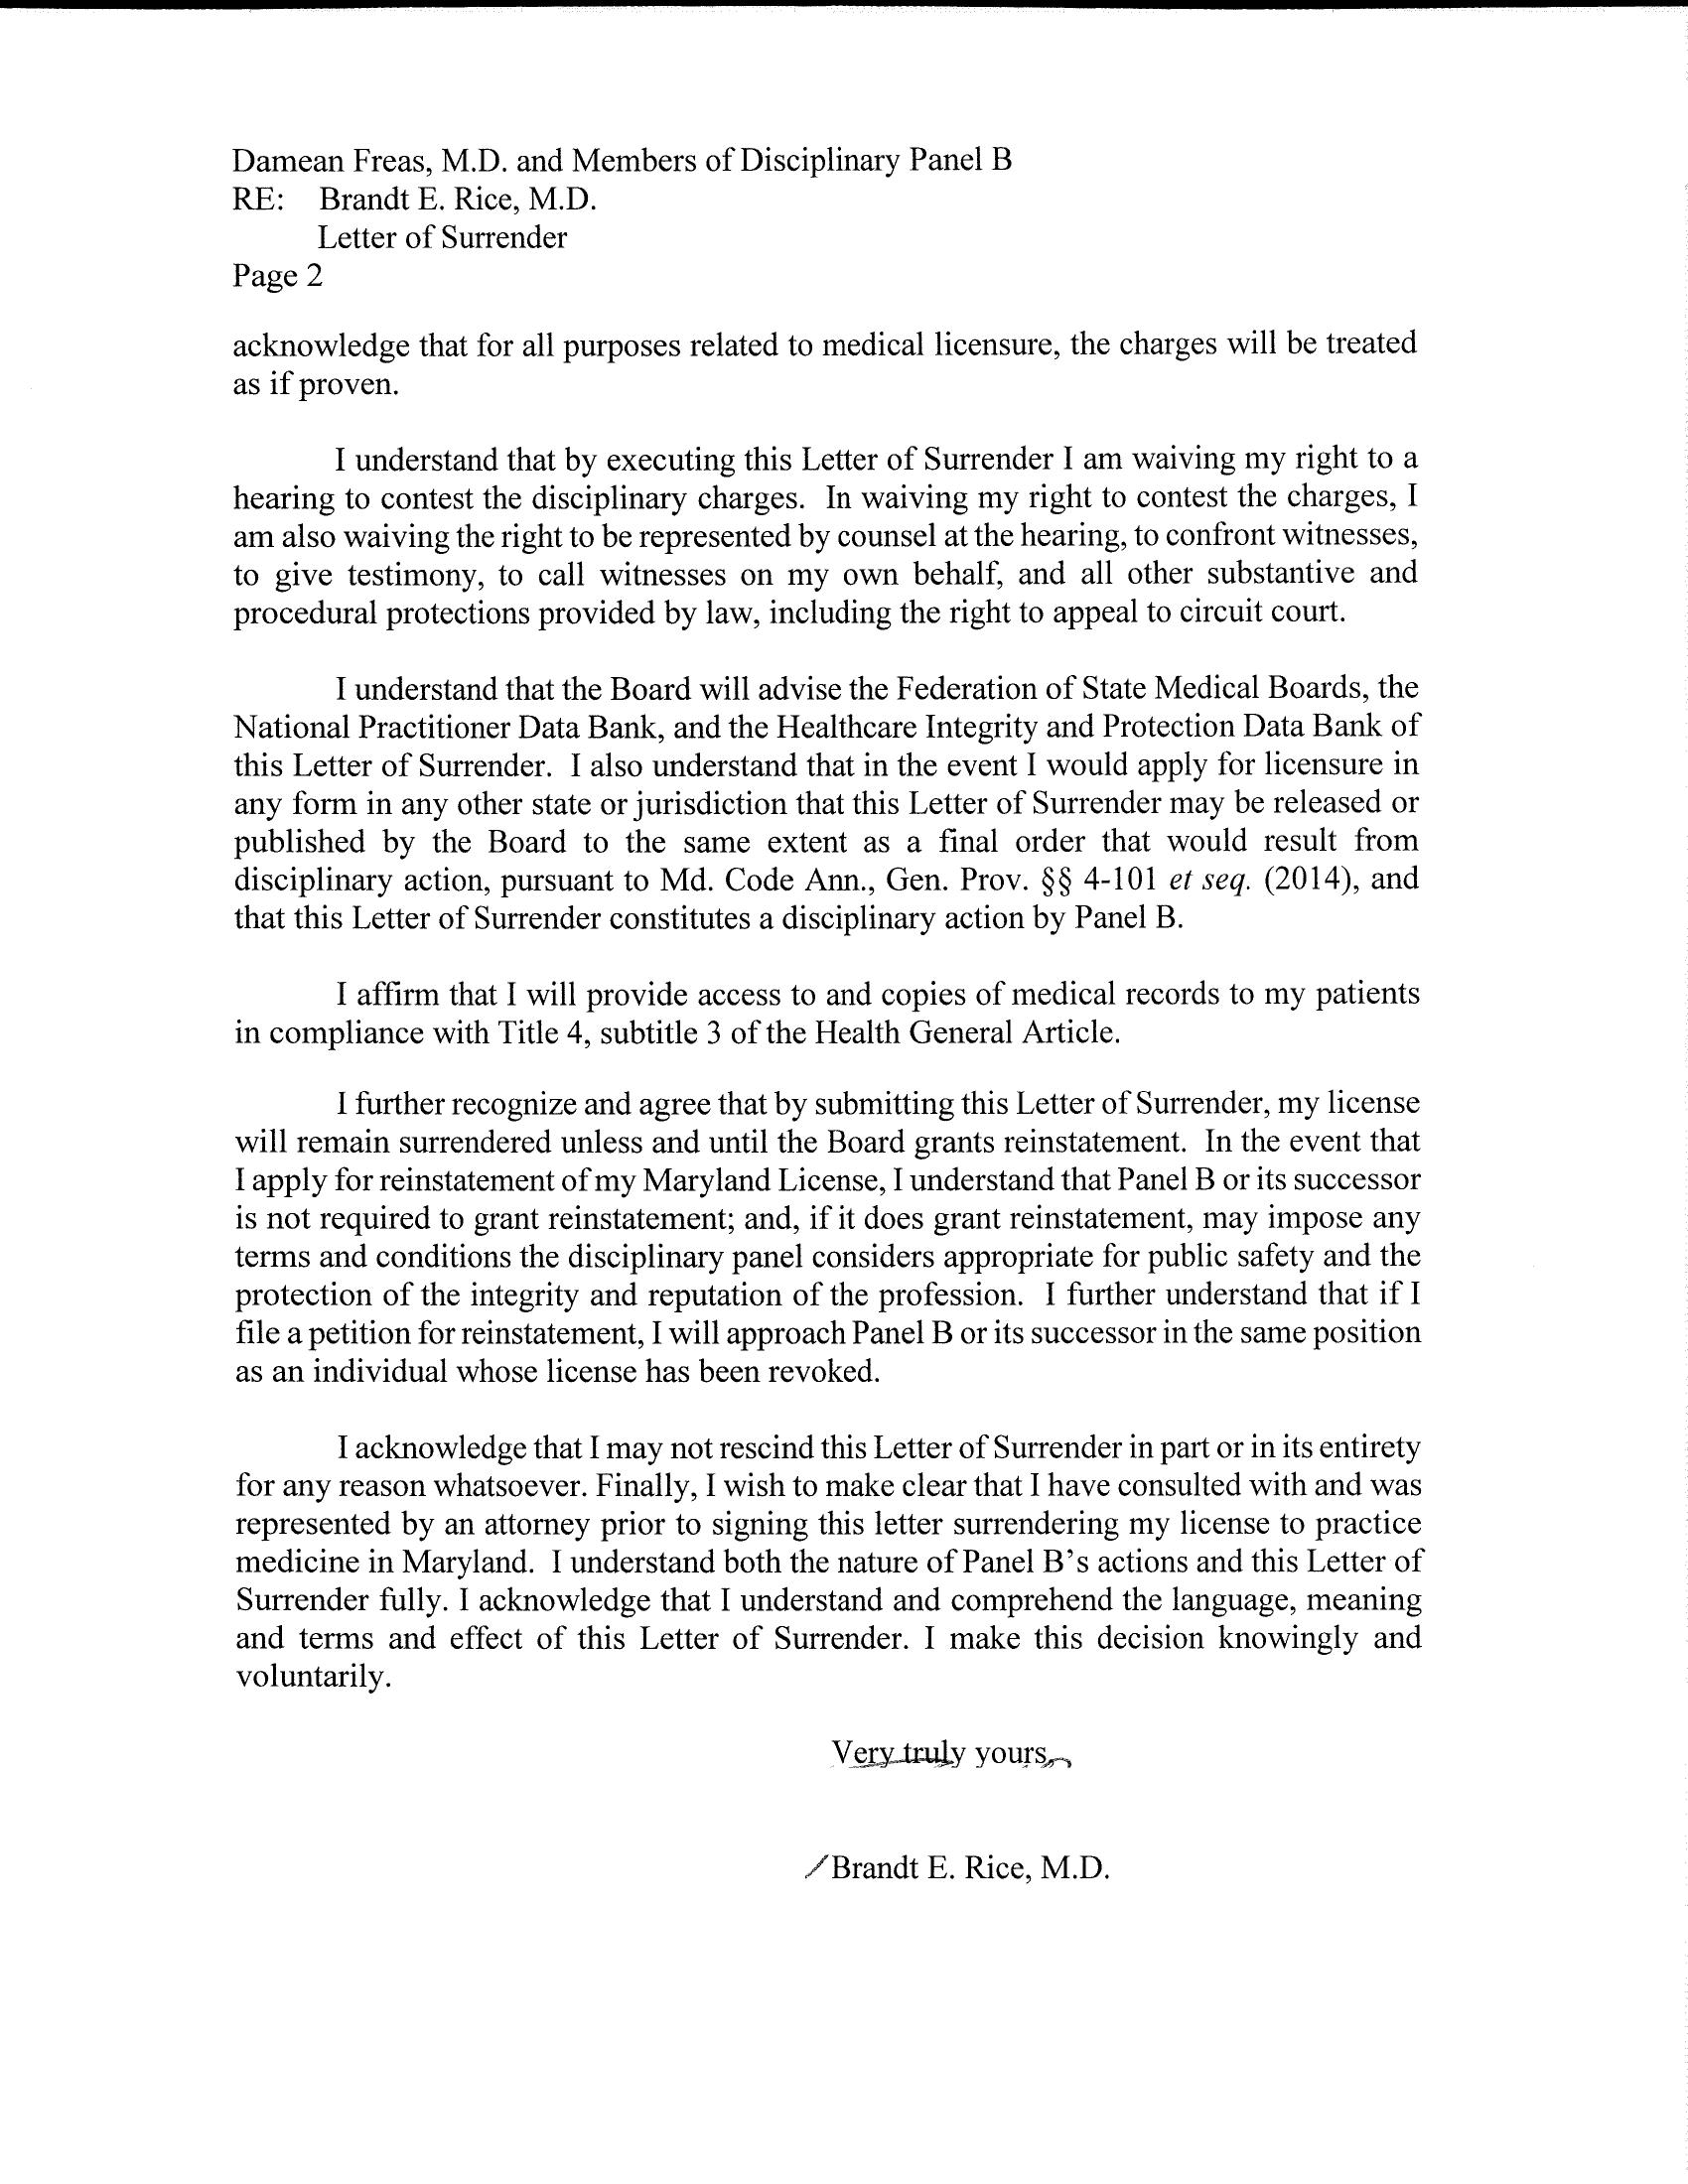 Damean Freas, M.D. and Members of Disciplinary Panel B
RE: Brandt E. Rice, M.D.
Letter of Surrender
Page 2
acknowledge that for all purposes related to medical licensure, the charges will be treated
as if proven.
I understand that by executing this Letter of Surrender I am waiving my right to a
hearing to contest the disciplinary charges. In waiving my right to contest the charges, I
am also waiving the right to be represented by counsel at the hearing, to confront witnesses,
to give testimony, to call witnesses on my own behalf, and all other substantive and
procedural protections provided by law, including the right to appeal to circuit court.
I understand that the Board will advise the Federation of State Medical Boards, the
National Practitioner Data Bank, and the Healthcare Integrity and Protection Data Bank of
this Letter of Surrender. I also understand that in the event I would apply for licensure in
any form in any other state or jurisdiction that this Letter of Surrender may be released or
published by the Board to the same extent as a final order that would result from
disciplinary action, pursuant to Md. Code Ann., Gen. Prov. §§ 4-101 et seq. (2014), and
that this Letter of Surrender constitutes a disciplinary action by Panel B.
I affirm that I will provide access to and copies of medical records to my patients
in compliance with Title 4, subtitle 3 of the Health General Article.
I further recognize and agree that by submitting this Letter of Surrender, my license
will remain surrendered unless and until the Board grants reinstatement. In the event that
I apply for reinstatement of my Maryland License, I understand that Panel B or its successor
is not required to grant reinstatement; and, if it does grant reinstatement, may impose any
terms and conditions the disciplinary panel considers appropriate for public safety and the
protection of the integrity and reputation of the profession. I further understand that if I
file a petition for reinstatement, I will approach Panel B or its successor in the same position
as an individual whose license has been revoked.
I acknowledge that I may not rescind this Letter of Surrender in part or in its entirety
for any reason whatsoever. Finally, I wish to make clear that I have consulted with and was
represented by an attorney prior to signing this letter surrendering my license to practice
medicine in Maryland. I understand both the nature of Panel B's actions and this Letter of
Surrender fully. I acknowledge that I understand and comprehend the language, meaning
and terms and effect of this Letter of Surrender. I make this decision knowingly and
voluntarily.
Very truly yours,
Brandt E. Rice, M.D.